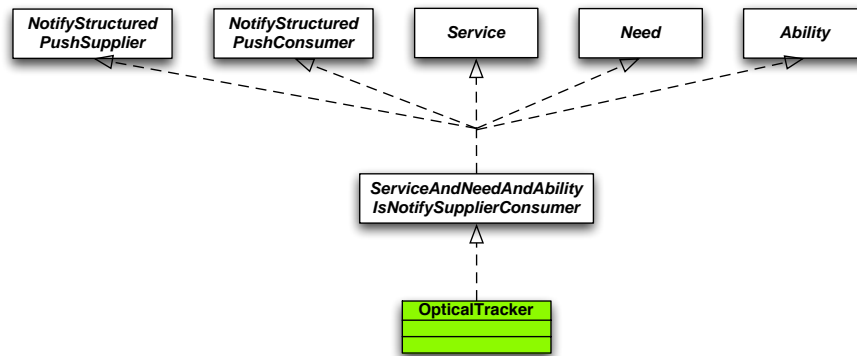 NotifyStructured
PushSupplier
NotifyStructured
PushConsumer
Service
Need
Ability
ServiceAndNeedAndAbility
IsNotifySupplierConsumer
OpticalTracker